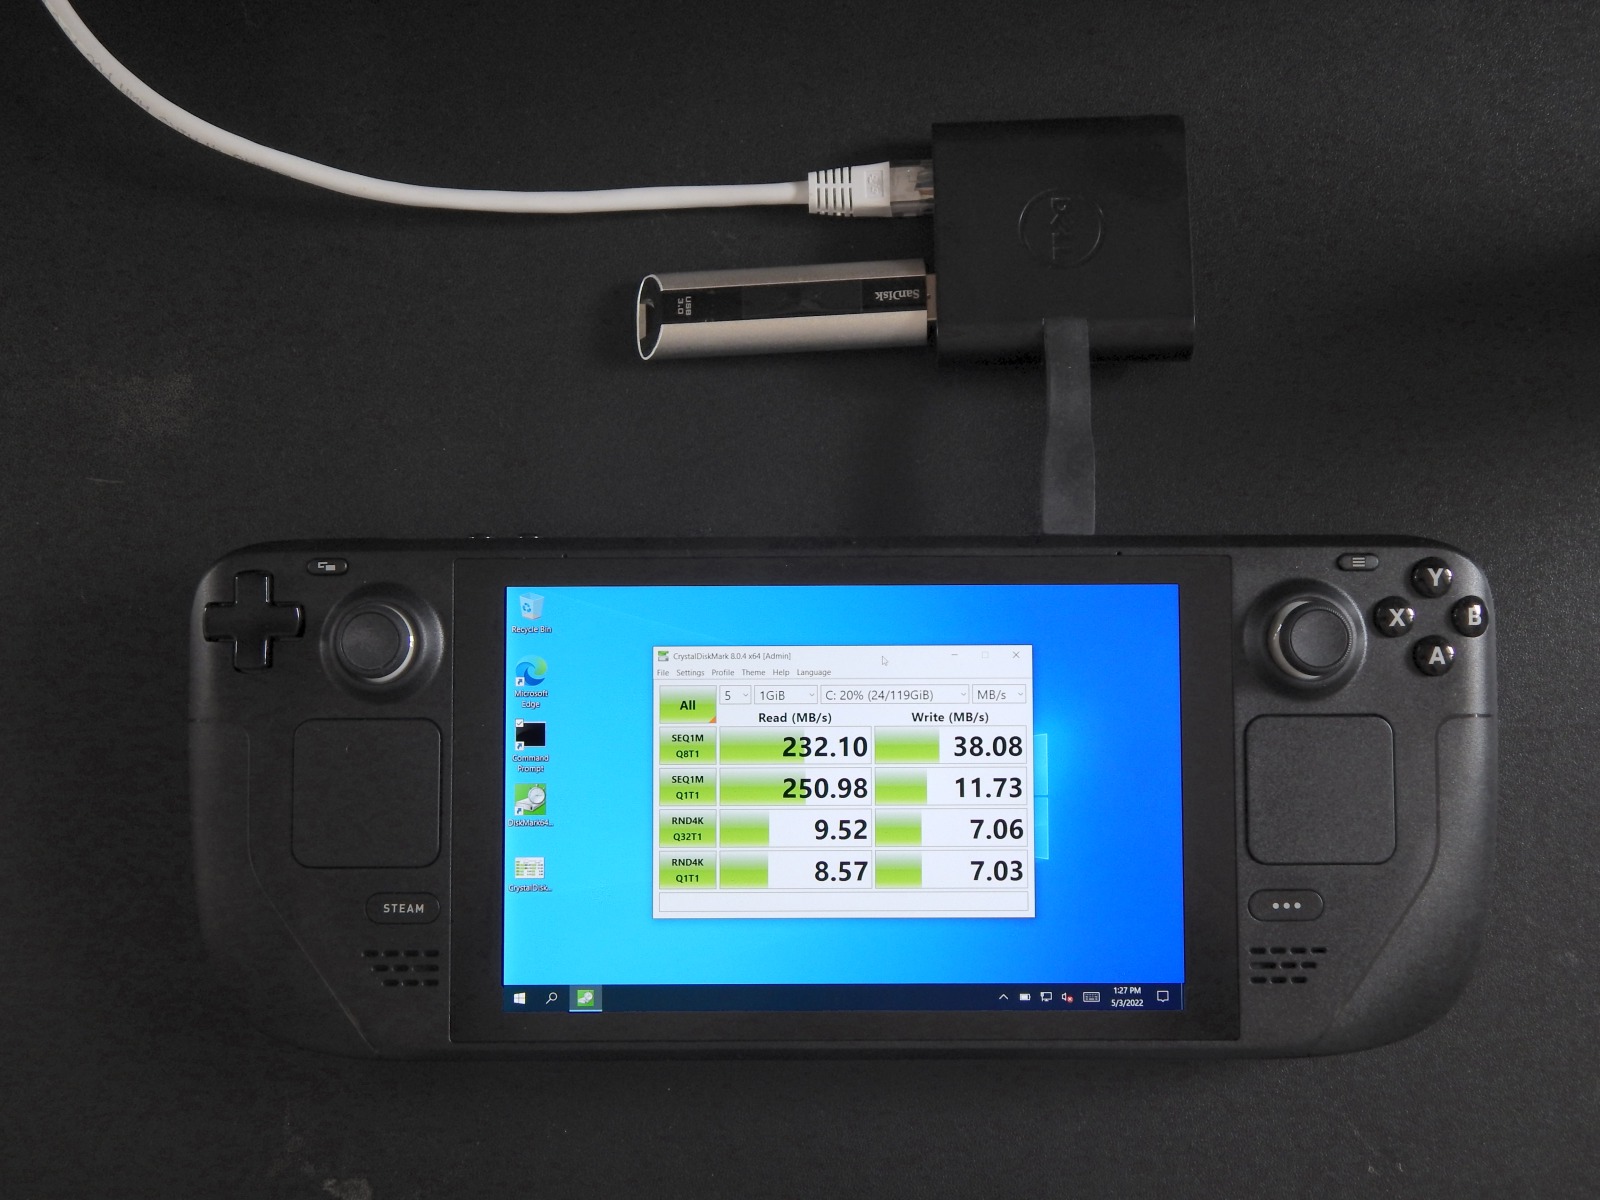 DELL
SanDisk
USB
3.0
Y
X
B
A
STEAM
Recycle Bin
Microsoft
Edge
Command
Prompt
DiskMark64...
CrystalDisk...
CrystalDiskMark 8.0.4 x64 [Admin]
File Settings Profile Theme Help Language
All
5
1GiB
C: 20% (24/119GiB)
MB/s
Read (MB/s)
Write (MB/s)
SEQ1M
Q8T1
232.10
38.08
SEQ1M
Q1T1
250.98
11.73
RND4K
Q32T1
9.52
7.06
RND4K
Q1T1
8.57
7.03
1:27 PM
5/3/2022